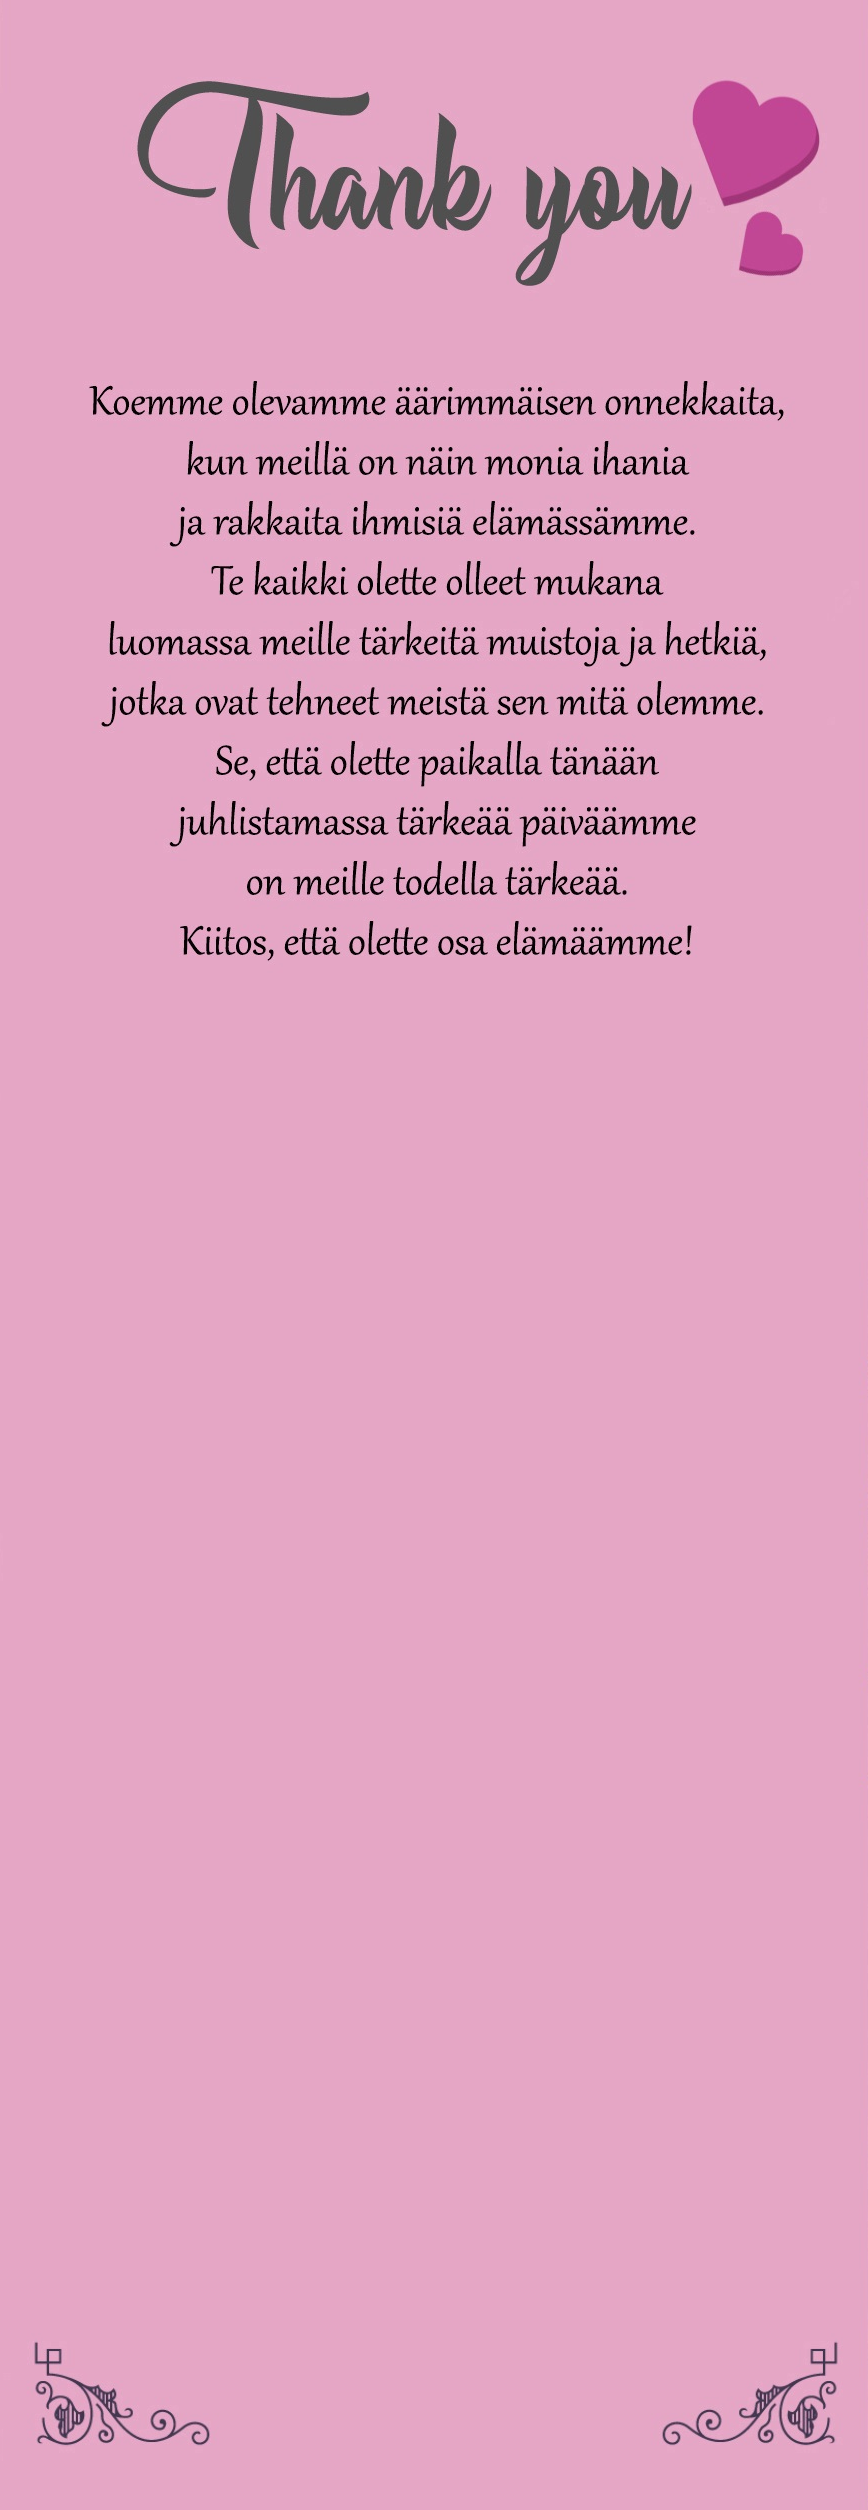 Thank you
Koemme olevamme äärimmäisen onnekkaita,
kun meillä on näin monia ihania
ja rakkaita ihmisiä elämässämme.
Te kaikki olette olleet mukana
luomassa meille tärkeitä muistoja ja hetkiä,
jotka ovat tehneet meistä sen mitä olemme.
Se, että olette paikalla tänään
juhlistamassa tärkeää päiväämme
on meille todella tärkeää.
Kiitos, että olette osa elämäämme!